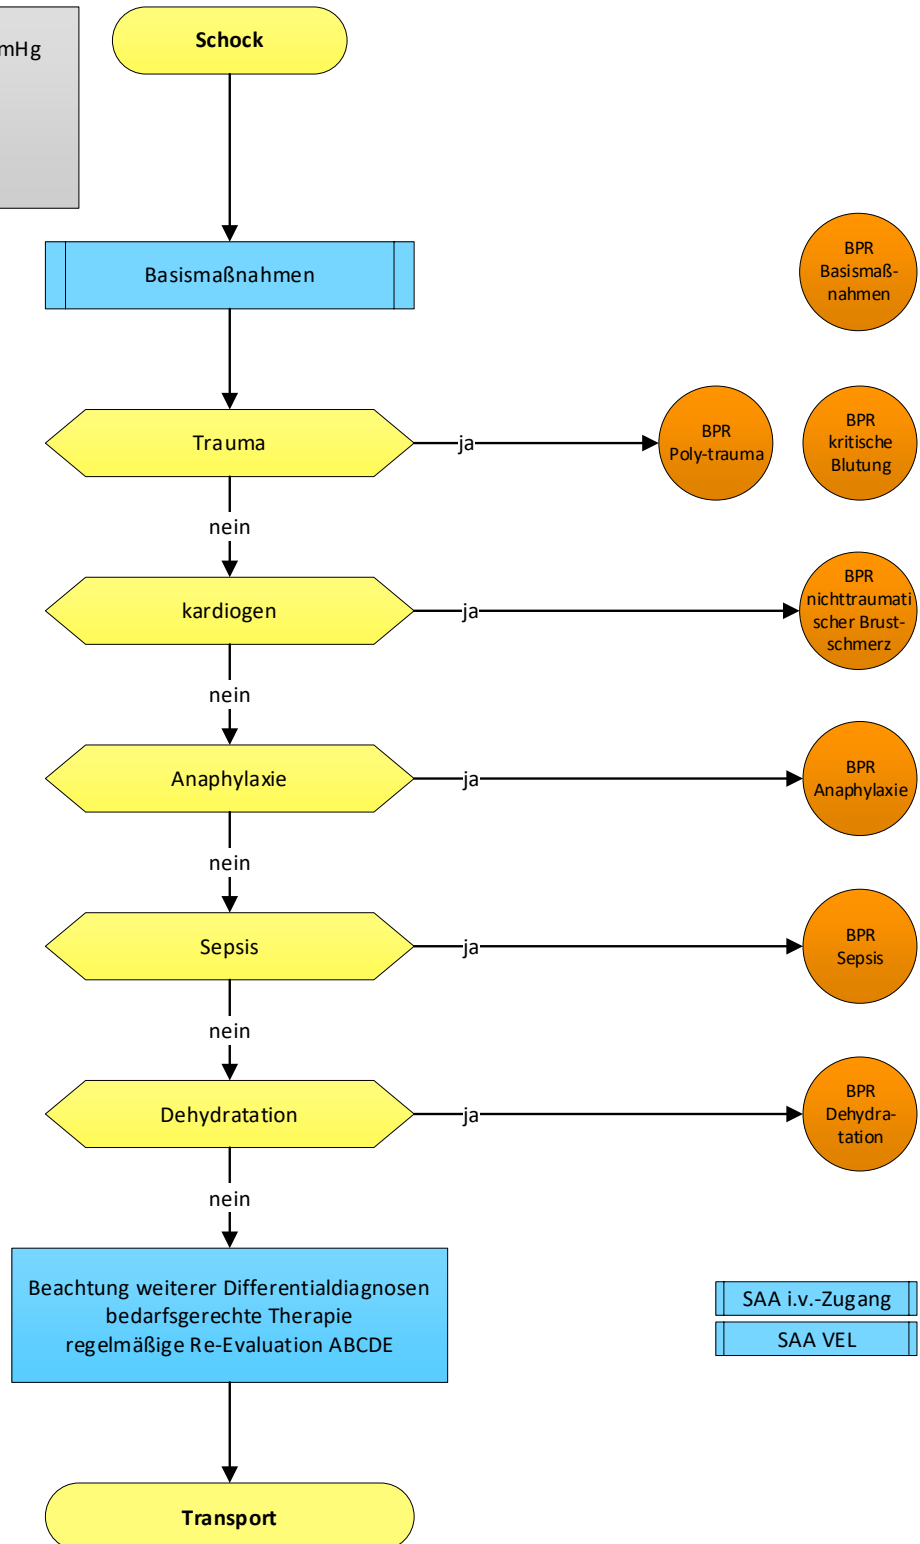 mHg
Schock
Basismaßnahmen
BPR
Basismaß-
nahmen
Trauma
ja
BPR
Poly-trauma
BPR
kritische
Blutung
nein
kardiogen
ja
BPR
nichttraumati
scher Brust-
schmerz
nein
Anaphylaxie
ja
BPR
Anaphylaxie
nein
Sepsis
ja
BPR
Sepsis
nein
Dehydratation
ja
BPR
Dehydra-
tation
nein
Beachtung weiterer Differentialdiagnosen
bedarfsgerechte Therapie
regelmäßige Re-Evaluation ABCDE
SAA i.v.-Zugang
SAA VEL
Transport